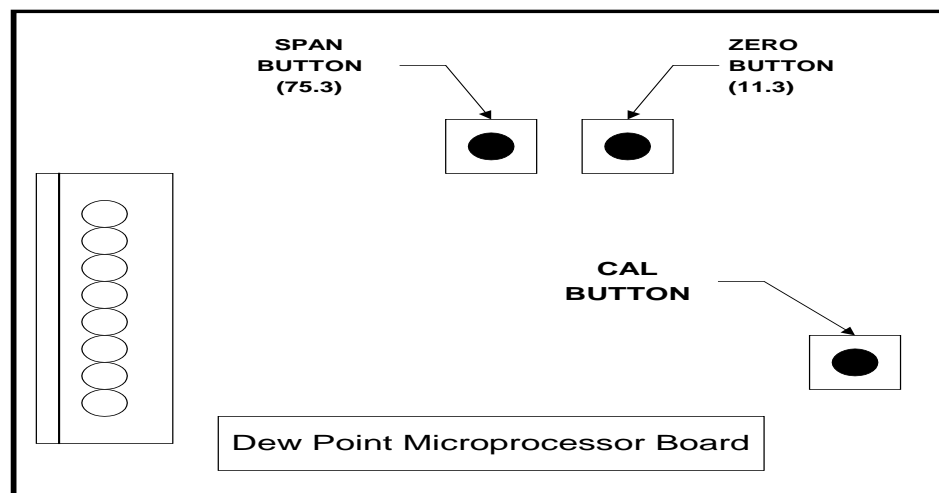 SPAN
BUTTON
(75.3)
ZERO
BUTTON
(11.3)
CAL
BUTTON
Dew Point Microprocessor Board